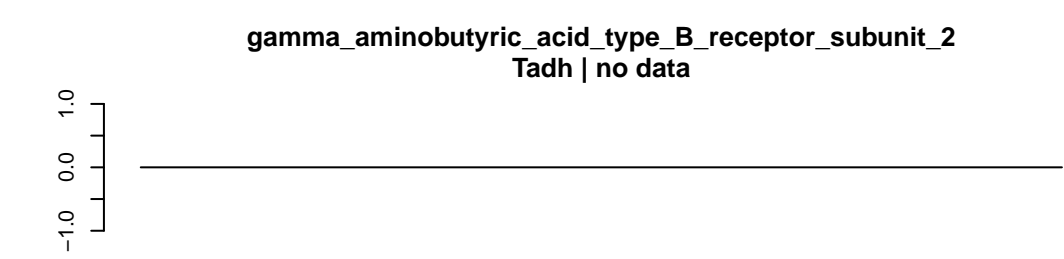 gamma_aminobutyric_acid_type_B_receptor_subunit_2
Tadh | no data
1.0
0.0
−1.0